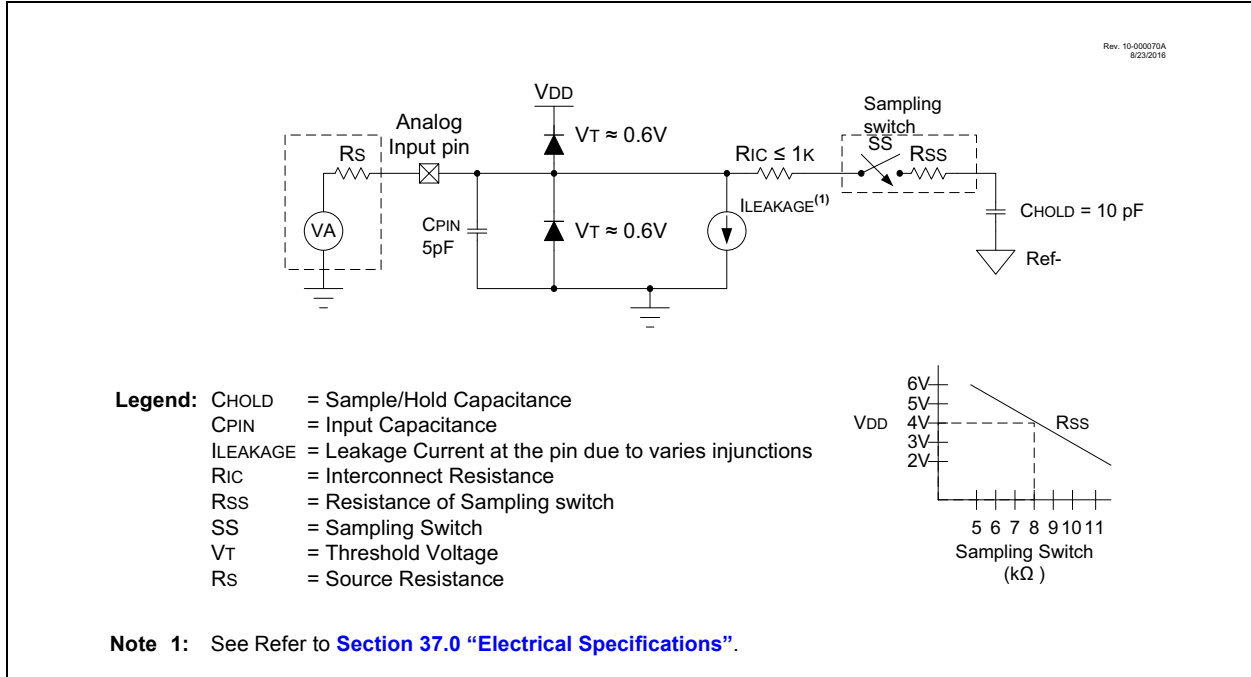 Rev. 10-000070A
8/23/2016
VDD
Sampling
switch
Analog
Input pin
VT ≈ 0.6V
RS
RIC ≤ 1K
SS
RSS
ILEAKAGE(1)
VA
CPIN
5pF
VT ≈ 0.6V
CHOLD = 10 pF
Ref-
Legend: CHOLD = Sample/Hold Capacitance
CPIN = Input Capacitance
ILEAKAGE = Leakage Current at the pin due to varies injunctions
RIC = Interconnect Resistance
RSS = Resistance of Sampling switch
SS = Sampling Switch
VT = Threshold Voltage
RS = Source Resistance
6V
5V
VDD
4V
RSS
3V
2V
5 6 7 8 9 10 11
Sampling Switch
(kΩ )
Note 1: See Refer to Section 37.0 “Electrical Specifications”.